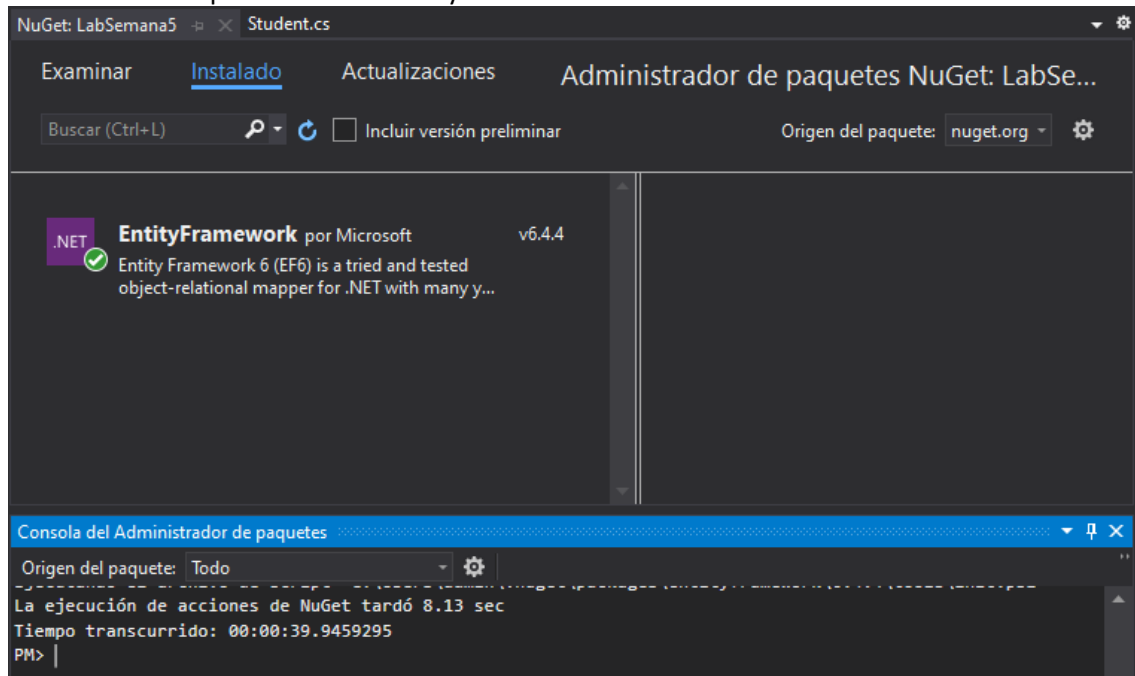 NuGet: LabSemana5 Student.cs
Examinar Instalado Actualizaciones Administrador de paquetes NuGet: LabSe...
Buscar (Ctrl+L) Incluir versión preliminar Origen del paquete: nuget.org
.NET EntityFramework por Microsoft v6.4.4
Entity Framework 6 (EF6) is a tried and tested
object-relational mapper for .NET with many y...
Consola del Administrador de paquetes
Origen del paquete: Todo
La ejecución de acciones de NuGet tardó 8.13 sec
Tiempo transcurrido: 00:00:39.9459295
PM>